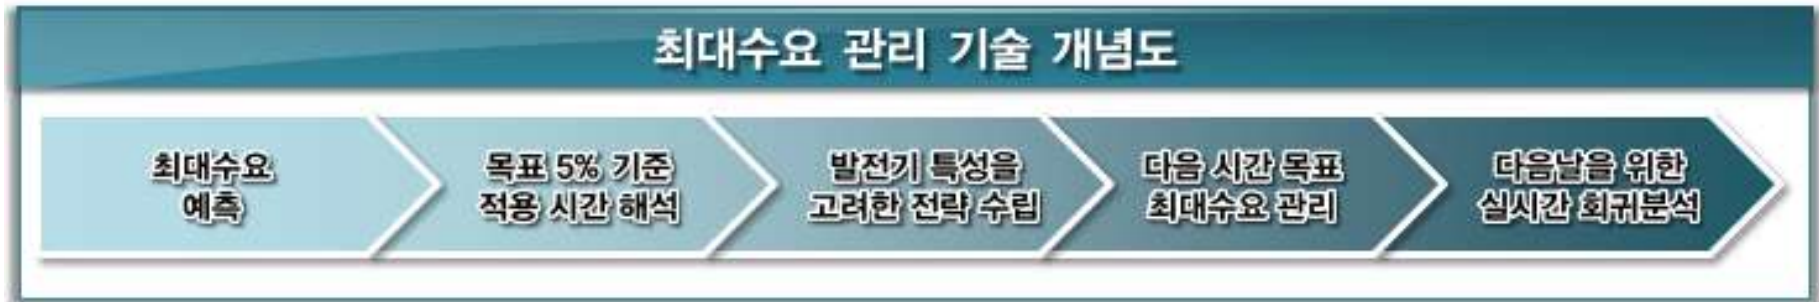 최대수요 관리 기술 개념도
최대수요
예측
목표 5% 기준
적용 시간 해석
발전기 특성을
고려한 전략 수립
다음 시간 목표
최대수요 관리
다음날을 위한
실시간 회귀분석